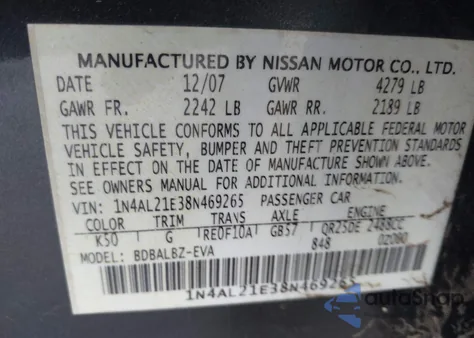 MANUFACTURED BY NISSAN MOTOR CO., LTD.
DATE 12/07 GVWR 4279 LB
GAWR FR. 2242 LB GAWR RR. 2189 LB
THIS VEHICLE CONFORMS TO ALL APPLICABLE FEDERAL MOTOR
VEHICLE SAFETY, BUMPER AND THEFT PREVENTION STANDARDS
IN EFFECT ON THE DATE OF MANUFACTURE SHOWN ABOVE.
SEE OWNERS MANUAL FOR ADDITIONAL INFORMATION.
VIN: 1N4AL21E38N469265 PASSENGER CAR
COLOR TRIM TRANS AXLE ENGINE
K50 G RE0F10A GB57 QR25DE 2488CC
MODEL: BDBALBZ-EVA 848 02080
1N4AL21E38N469265
AutoSnap